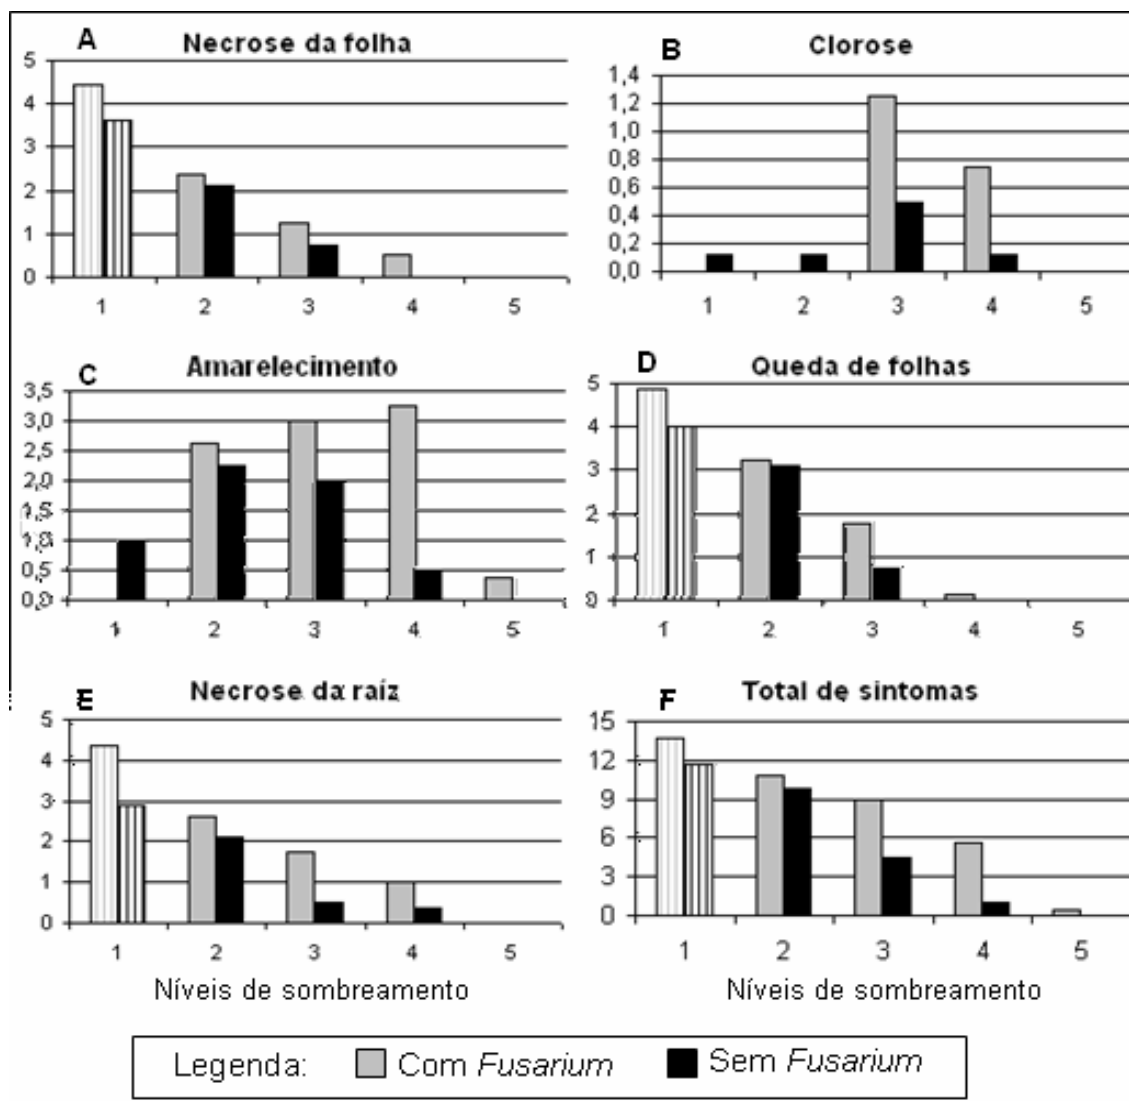 A Necrose da folha
5
4
3
2
1
0
1 2 3 4 5
B Clorose
1,4
1,2
1,0
0,8
0,6
0,4
0,2
0,0
1 2 3 4 5
C Amarelecimento
3,5
3,0
2,5
2,0
1,5
1,0
0,5
0,0
1 2 3 4 5
D Queda de folhas
5
4
3
2
1
0
1 2 3 4 5
E Necrose da raíz
5
4
3
2
1
0
1 2 3 4 5
Níveis de sombreamento
F Total de sintomas
15
12
9
6
3
0
1 2 3 4 5
Níveis de sombreamento
Legenda: Com Fusarium Sem Fusarium